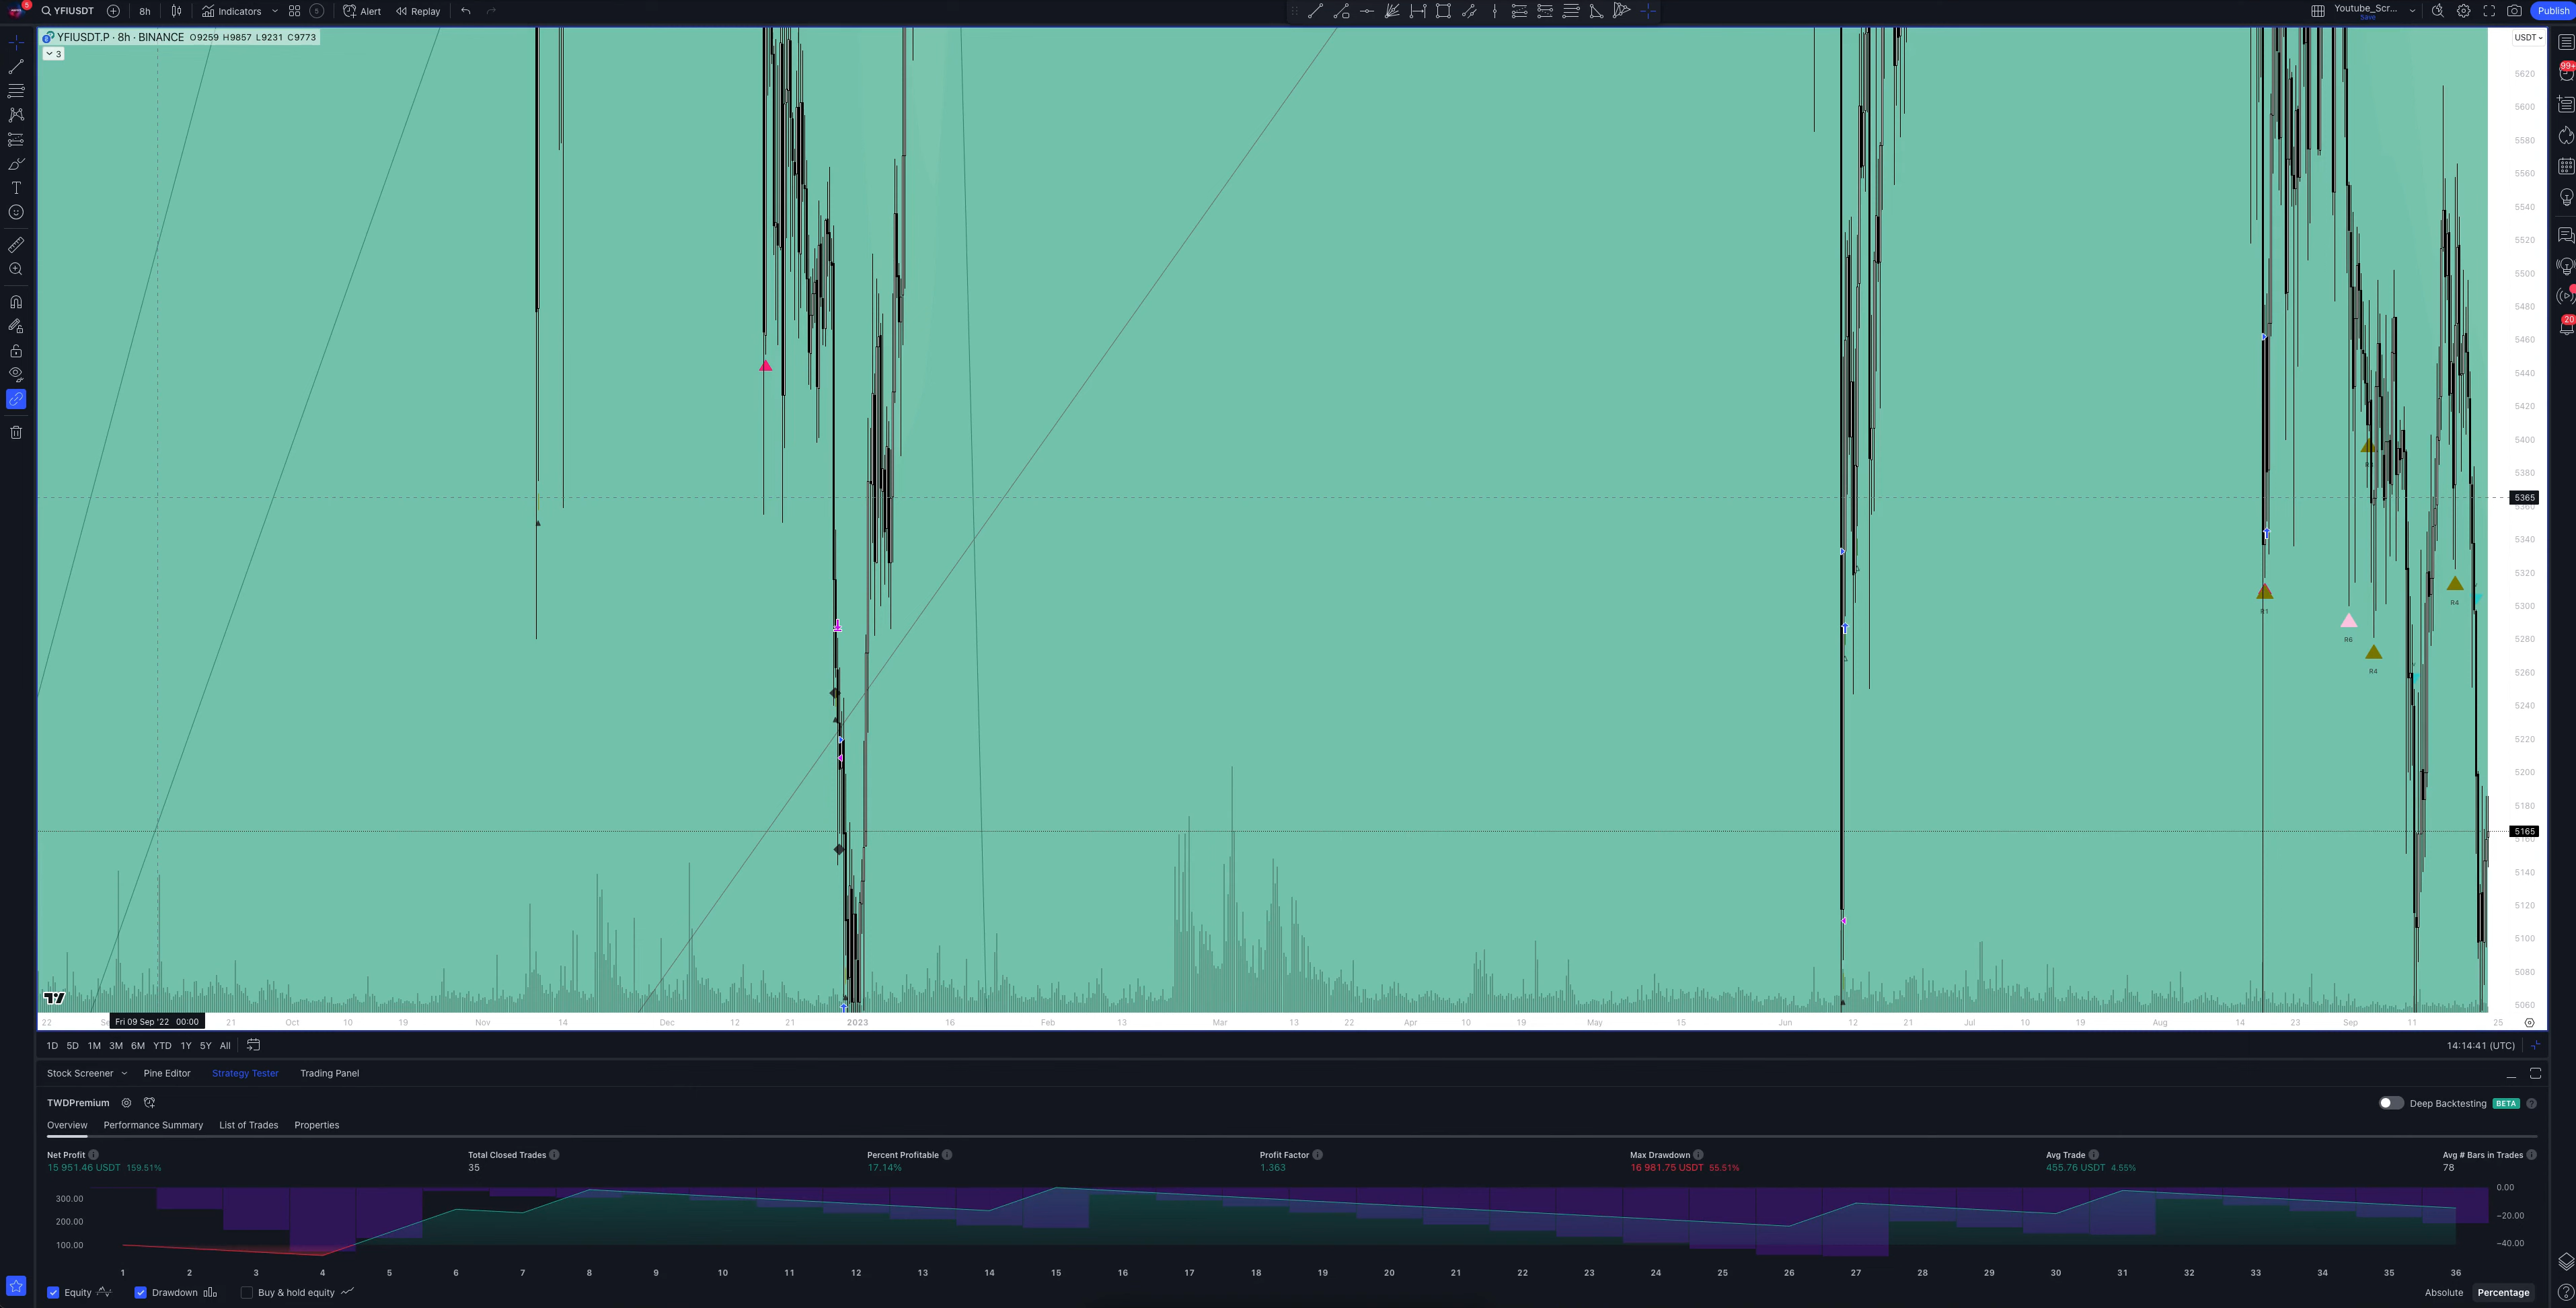 5 YFIUSDT 8h Indicators 5 Alert Replay Youtube_Scr... Save Publish
YFIUSDT.P · 8h · BINANCE O9259 H9857 L9231 C9773
USDT
3
99+
20
5620
5600
5580
5560
5540
5520
5500
5480
5460
5440
5420
5400
5380
5365
5340
5320
5300
5280
5260
5240
5220
5200
5180
5165
5140
5120
5100
5080
5060
R1
R6
R4
R4
22 Fri 09 Sep '22 00:00 21 Oct 10 19 Nov 14 Dec 12 21 2023 16 Feb 13 Mar 13 22 Apr 10 19 May 15 Jun 12 21 Jul 10 19 Aug 14 23 Sep 11 25
1D 5D 1M 3M 6M YTD 1Y 5Y All 14:14:41 (UTC)
Stock Screener Pine Editor Strategy Tester Trading Panel
TWDPremium Deep Backtesting BETA
Overview Performance Summary List of Trades Properties
Net Profit Total Closed Trades Percent Profitable Profit Factor Max Drawdown Avg Trade Avg # Bars in Trades
15 951.46 USDT 159.51% 35 17.14% 1.363 16 981.75 USDT 55.51% 455.76 USDT 4.55% 78
300.00 0.00
200.00 −20.00
100.00 −40.00
1 2 3 4 5 6 7 8 9 10 11 12 13 14 15 16 17 18 19 20 21 22 23 24 25 26 27 28 29 30 31 32 33 34 35 36
Equity Drawdown Buy & hold equity Absolute Percentage